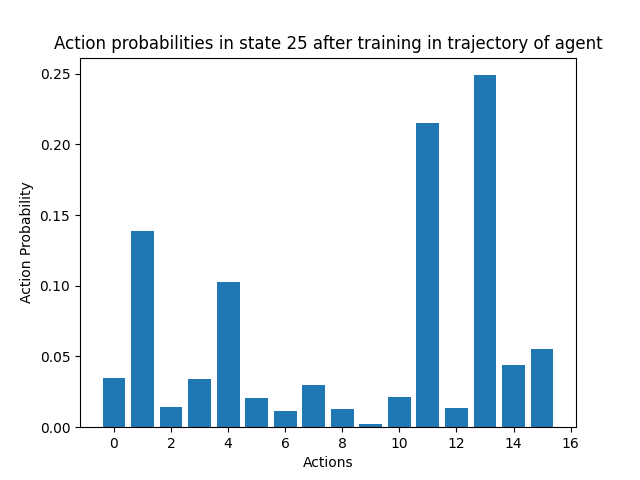 Action probabilities in state 25 after training in trajectory of agent
0.25
0.20
0.15
0.10
0.05
0.00
Action Probability
0 2 4 6 8 10 12 14 16
Actions